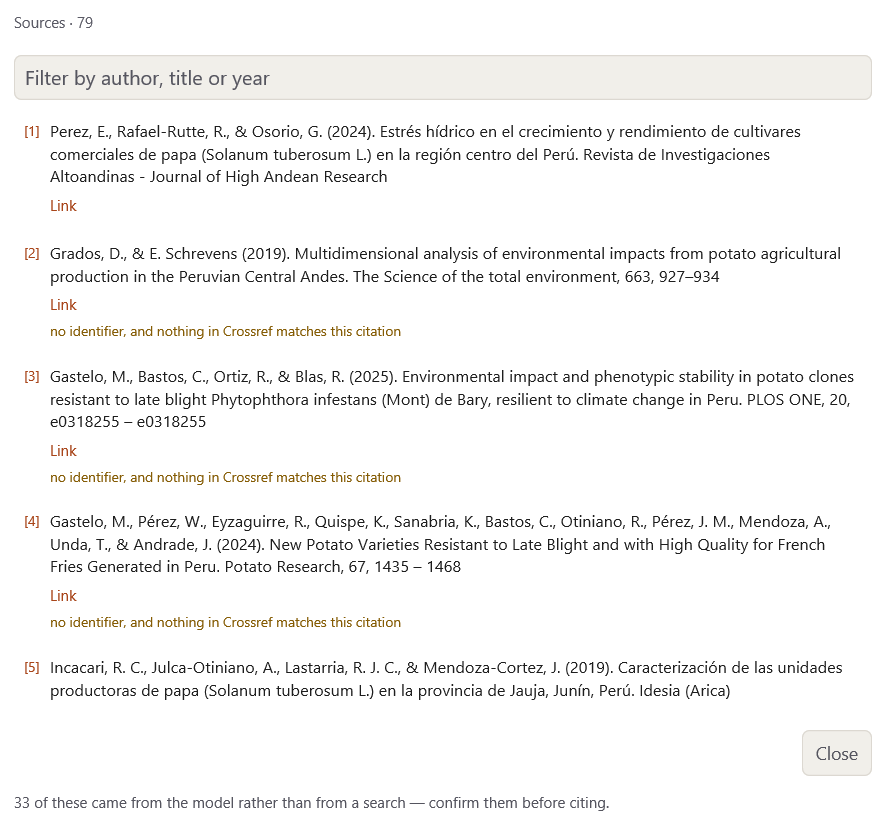 Sources · 79
Filter by author, title or year
[1] Perez, E., Rafael-Rutte, R., & Osorio, G. (2024). Estrés hídrico en el crecimiento y rendimiento de cultivares
comerciales de papa (Solanum tuberosum L.) en la región centro del Perú. Revista de Investigaciones
Altoandinas - Journal of High Andean Research
Link
[2] Grados, D., & E. Schrevens (2019). Multidimensional analysis of environmental impacts from potato agricultural
production in the Peruvian Central Andes. The Science of the total environment, 663, 927–934
Link
no identifier, and nothing in Crossref matches this citation
[3] Gastelo, M., Bastos, C., Ortiz, R., & Blas, R. (2025). Environmental impact and phenotypic stability in potato clones
resistant to late blight Phytophthora infestans (Mont) de Bary, resilient to climate change in Peru. PLOS ONE, 20,
e0318255 – e0318255
Link
no identifier, and nothing in Crossref matches this citation
[4] Gastelo, M., Pérez, W., Eyzaguirre, R., Quispe, K., Sanabria, K., Bastos, C., Otiniano, R., Pérez, J. M., Mendoza, A.,
Unda, T., & Andrade, J. (2024). New Potato Varieties Resistant to Late Blight and with High Quality for French
Fries Generated in Peru. Potato Research, 67, 1435 – 1468
Link
no identifier, and nothing in Crossref matches this citation
[5] Incacari, R. C., Julca-Otiniano, A., Lastarria, R. J. C., & Mendoza-Cortez, J. (2019). Caracterización de las unidades
productoras de papa (Solanum tuberosum L.) en la provincia de Jauja, Junín, Perú. Idesia (Arica)
Close
33 of these came from the model rather than from a search — confirm them before citing.